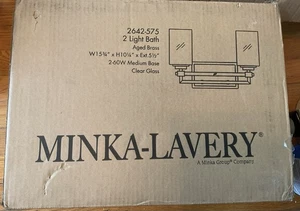 2642-575
2 Light Bath
Aged Brass
W15¾" x H10¼" x Ext 5½"
2-60W Medium Base
Clear Glass
MINKA-LAVERY®
A Minka Group® Company